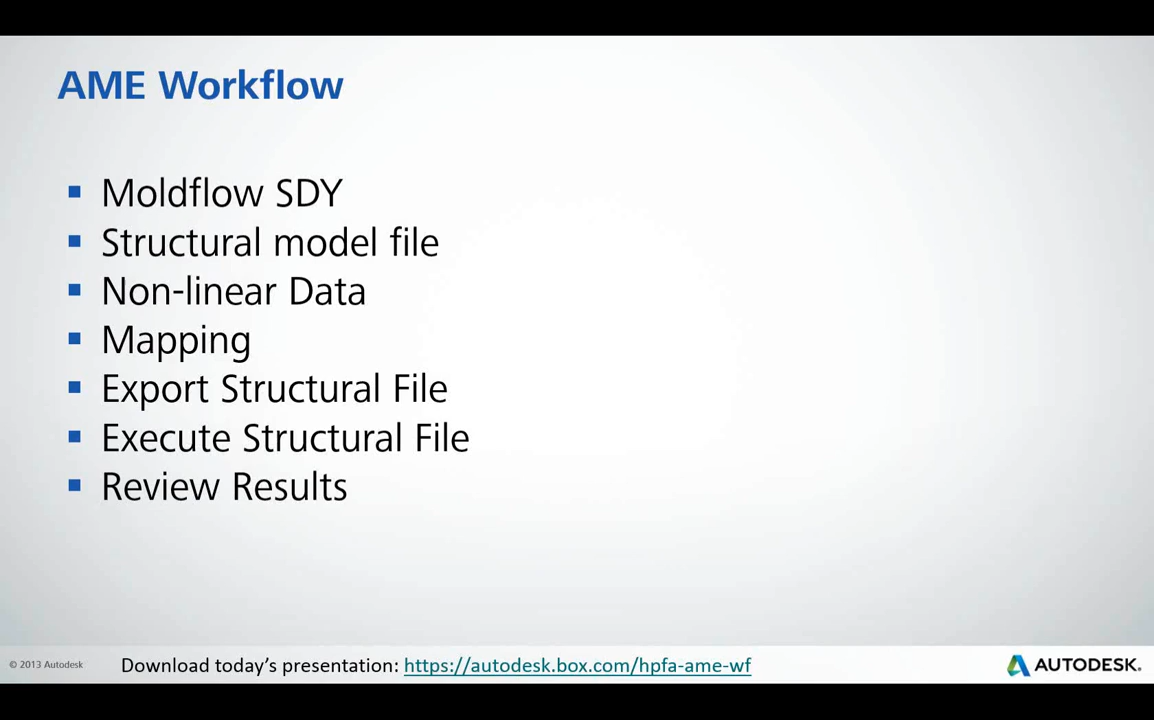 AME Workflow
▪ Moldflow SDY
▪ Structural model file
▪ Non-linear Data
▪ Mapping
▪ Export Structural File
▪ Execute Structural File
▪ Review Results
© 2013 Autodesk Download today's presentation: https://autodesk.box.com/hpfa-ame-wf AUTODESK.